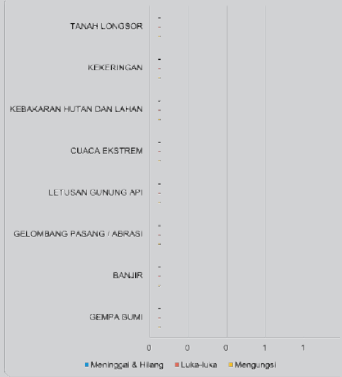 TANAH LONGSOR
KEKERINGAN
KEBAKARAN HUTAN DAN LAHAN
CUACA EKSTREM
LETUSAN GUNUNG API
GELOMBANG PASANG / ABRASI
BANJIR
GEMPA BUMI
0 0 0 1 1
Meninggal & Hilang Luka-luka Mengungsi